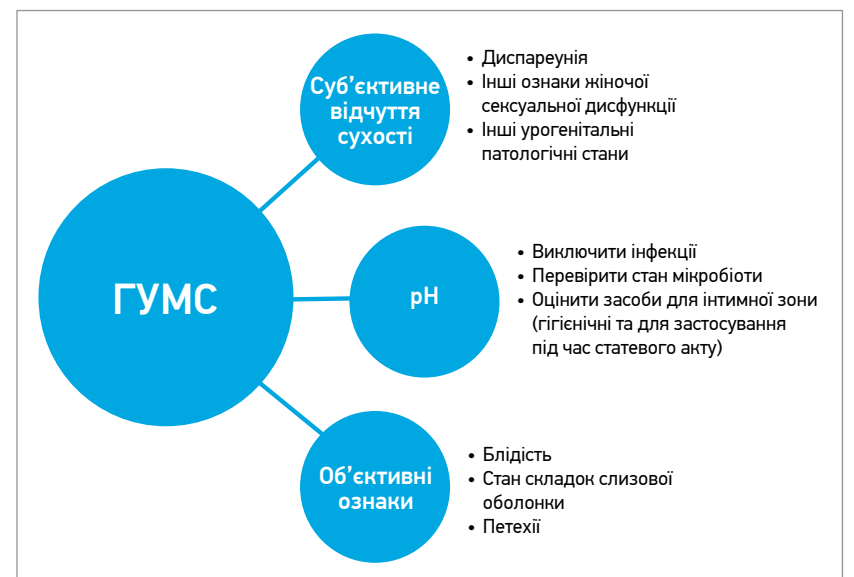 ГУМС
Суб’єктивне
відчуття
сухості
• Диспареунія
• Інші ознаки жіночої
сексуальної дисфункції
• Інші урогенітальні
патологічні стани
pH
• Виключити інфекції
• Перевірити стан мікробіоти
• Оцінити засоби для інтимної зони
(гігієнічні та для застосування
під час статевого акту)
Об’єктивні
ознаки
• Блідість
• Стан складок слизової
оболонки
• Петехії